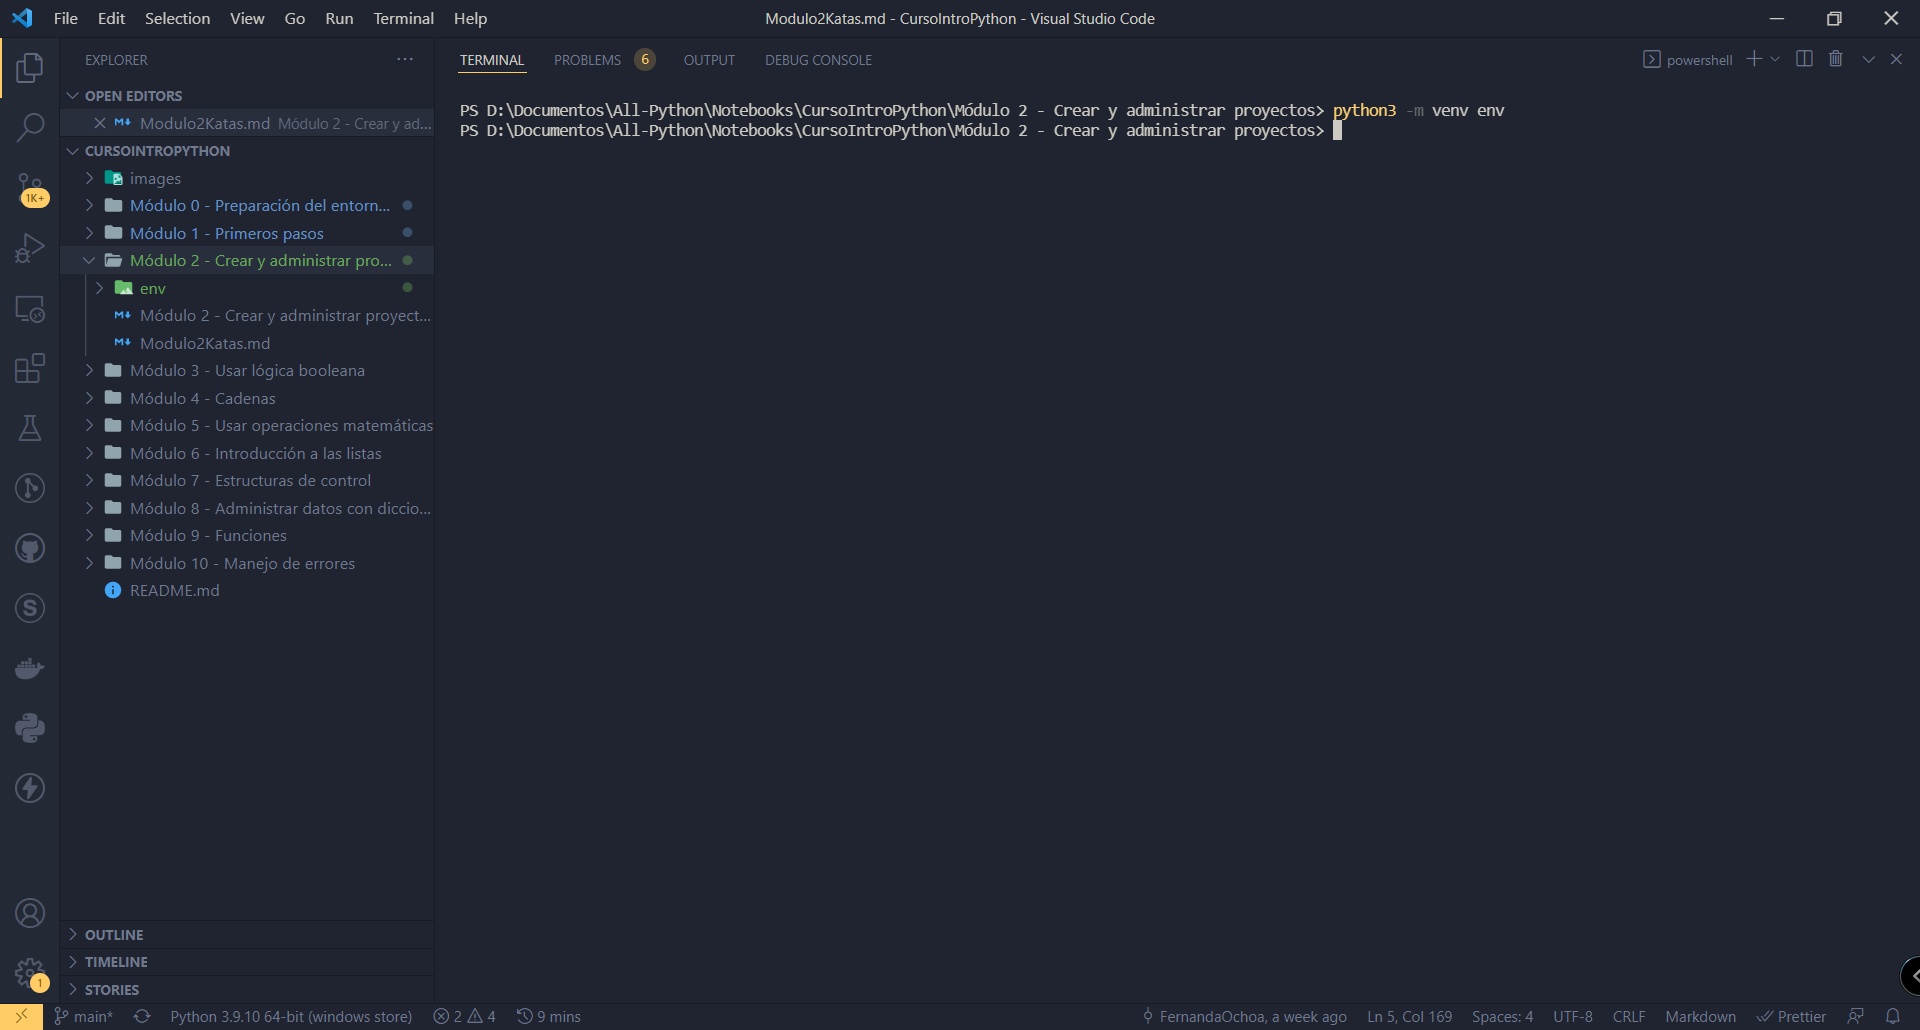 File Edit Selection View Go Run Terminal Help
Modulo2Katas.md - CursoIntroPython - Visual Studio Code
EXPLORER
OPEN EDITORS
Modulo2Katas.md Módulo 2 - Crear y ad...
CURSOINTROPYTHON
images
Módulo 0 - Preparación del entorn...
Módulo 1 - Primeros pasos
Módulo 2 - Crear y administrar pro...
env
Módulo 2 - Crear y administrar proyect...
Modulo2Katas.md
Módulo 3 - Usar lógica booleana
Módulo 4 - Cadenas
Módulo 5 - Usar operaciones matemáticas
Módulo 6 - Introducción a las listas
Módulo 7 - Estructuras de control
Módulo 8 - Administrar datos con diccio...
Módulo 9 - Funciones
Módulo 10 - Manejo de errores
README.md
OUTLINE
TIMELINE
STORIES
1K+
1
TERMINAL PROBLEMS 6 OUTPUT DEBUG CONSOLE
powershell
PS D:\Documentos\All-Python\Notebooks\CursoIntroPython\Módulo 2 - Crear y administrar proyectos> python3 -m venv env
PS D:\Documentos\All-Python\Notebooks\CursoIntroPython\Módulo 2 - Crear y administrar proyectos>
main* Python 3.9.10 64-bit (windows store) 2 4 9 mins
FernandaOchoa, a week ago Ln 5, Col 169 Spaces: 4 UTF-8 CRLF Markdown Prettier